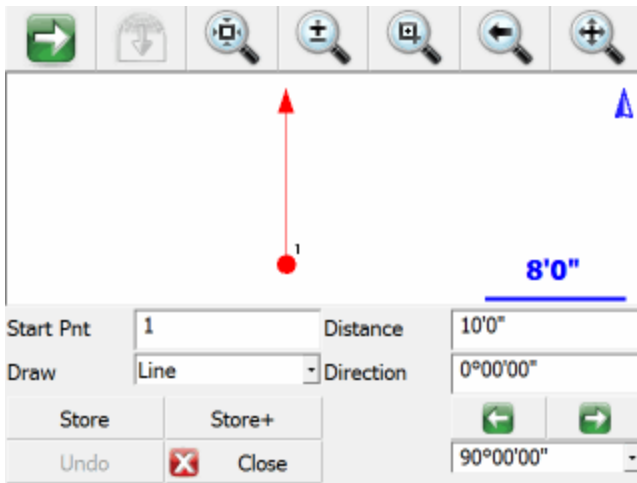 1
8'0"
Start Pnt 1 Distance 10'0"
Draw Line Direction 0°00'00"
Store Store+
Undo Close 90°00'00"